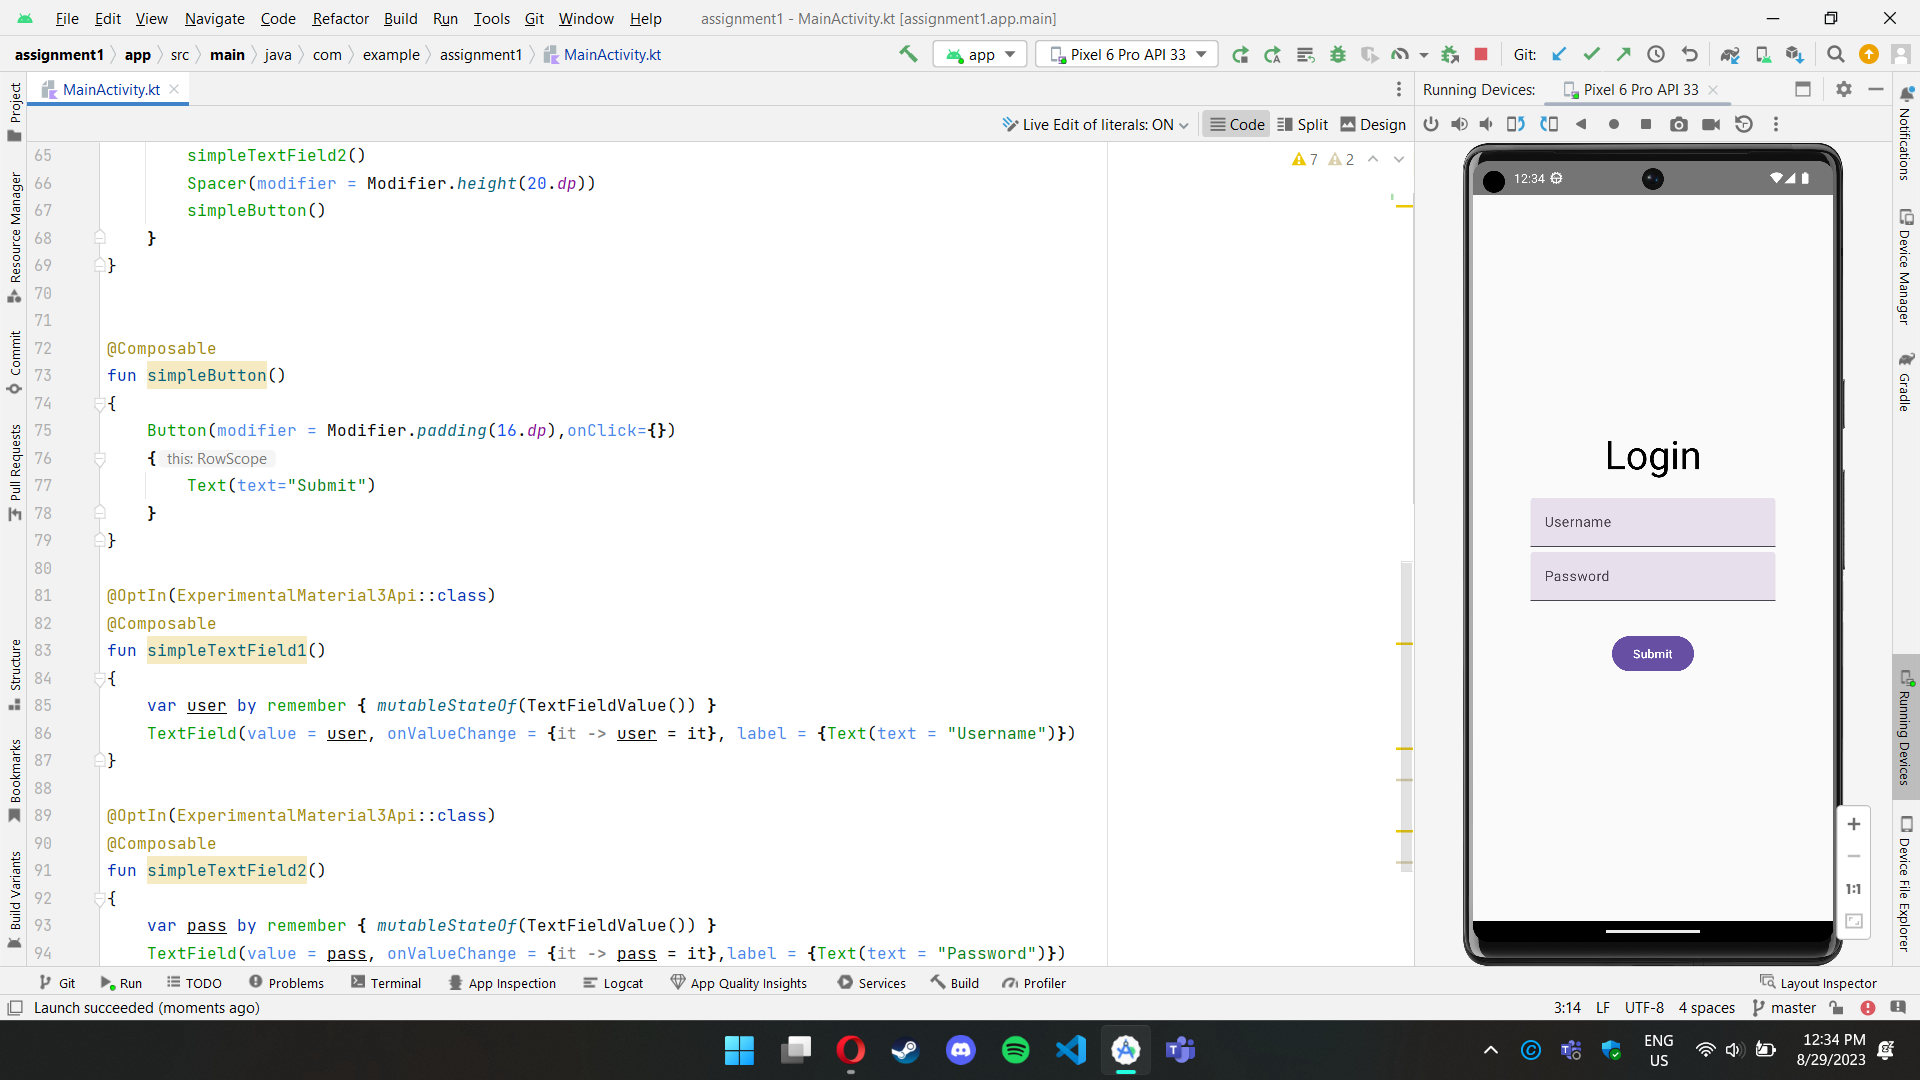 File Edit View Navigate Code Refactor Build Run Tools Git Window Help assignment1 - MainActivity.kt [assignment1.app.main]
assignment1 app src main java com example assignment1 MainActivity.kt app Pixel 6 Pro API 33 Git:
MainActivity.kt
Running Devices: Pixel 6 Pro API 33
Live Edit of literals: ON Code Split Design
7 2
65 simpleTextField2()
66 Spacer(modifier = Modifier.height(20.dp))
67 simpleButton()
68 }
69 }
70
71
72 @Composable
73 fun simpleButton()
74 {
75 Button(modifier = Modifier.padding(16.dp),onClick={})
76 { this: RowScope
77 Text(text="Submit")
78 }
79 }
80
81 @OptIn(ExperimentalMaterial3Api::class)
82 @Composable
83 fun simpleTextField1()
84 {
85 var user by remember { mutableStateOf(TextFieldValue()) }
86 TextField(value = user, onValueChange = {it -> user = it}, label = {Text(text = "Username")})
87 }
88
89 @OptIn(ExperimentalMaterial3Api::class)
90 @Composable
91 fun simpleTextField2()
92 {
93 var pass by remember { mutableStateOf(TextFieldValue()) }
94 TextField(value = pass, onValueChange = {it -> pass = it},label = {Text(text = "Password")})
Project
Resource Manager
Commit
Pull Requests
Structure
Bookmarks
Build Variants
12:34
Login
Username
Password
Submit
1:1
Notifications
Device Manager
Gradle
Running Devices
Device File Explorer
Git Run TODO Problems Terminal App Inspection Logcat App Quality Insights Services Build Profiler Layout Inspector
Launch succeeded (moments ago) 3:14 LF UTF-8 4 spaces master
ENG
US
12:34 PM
8/29/2023